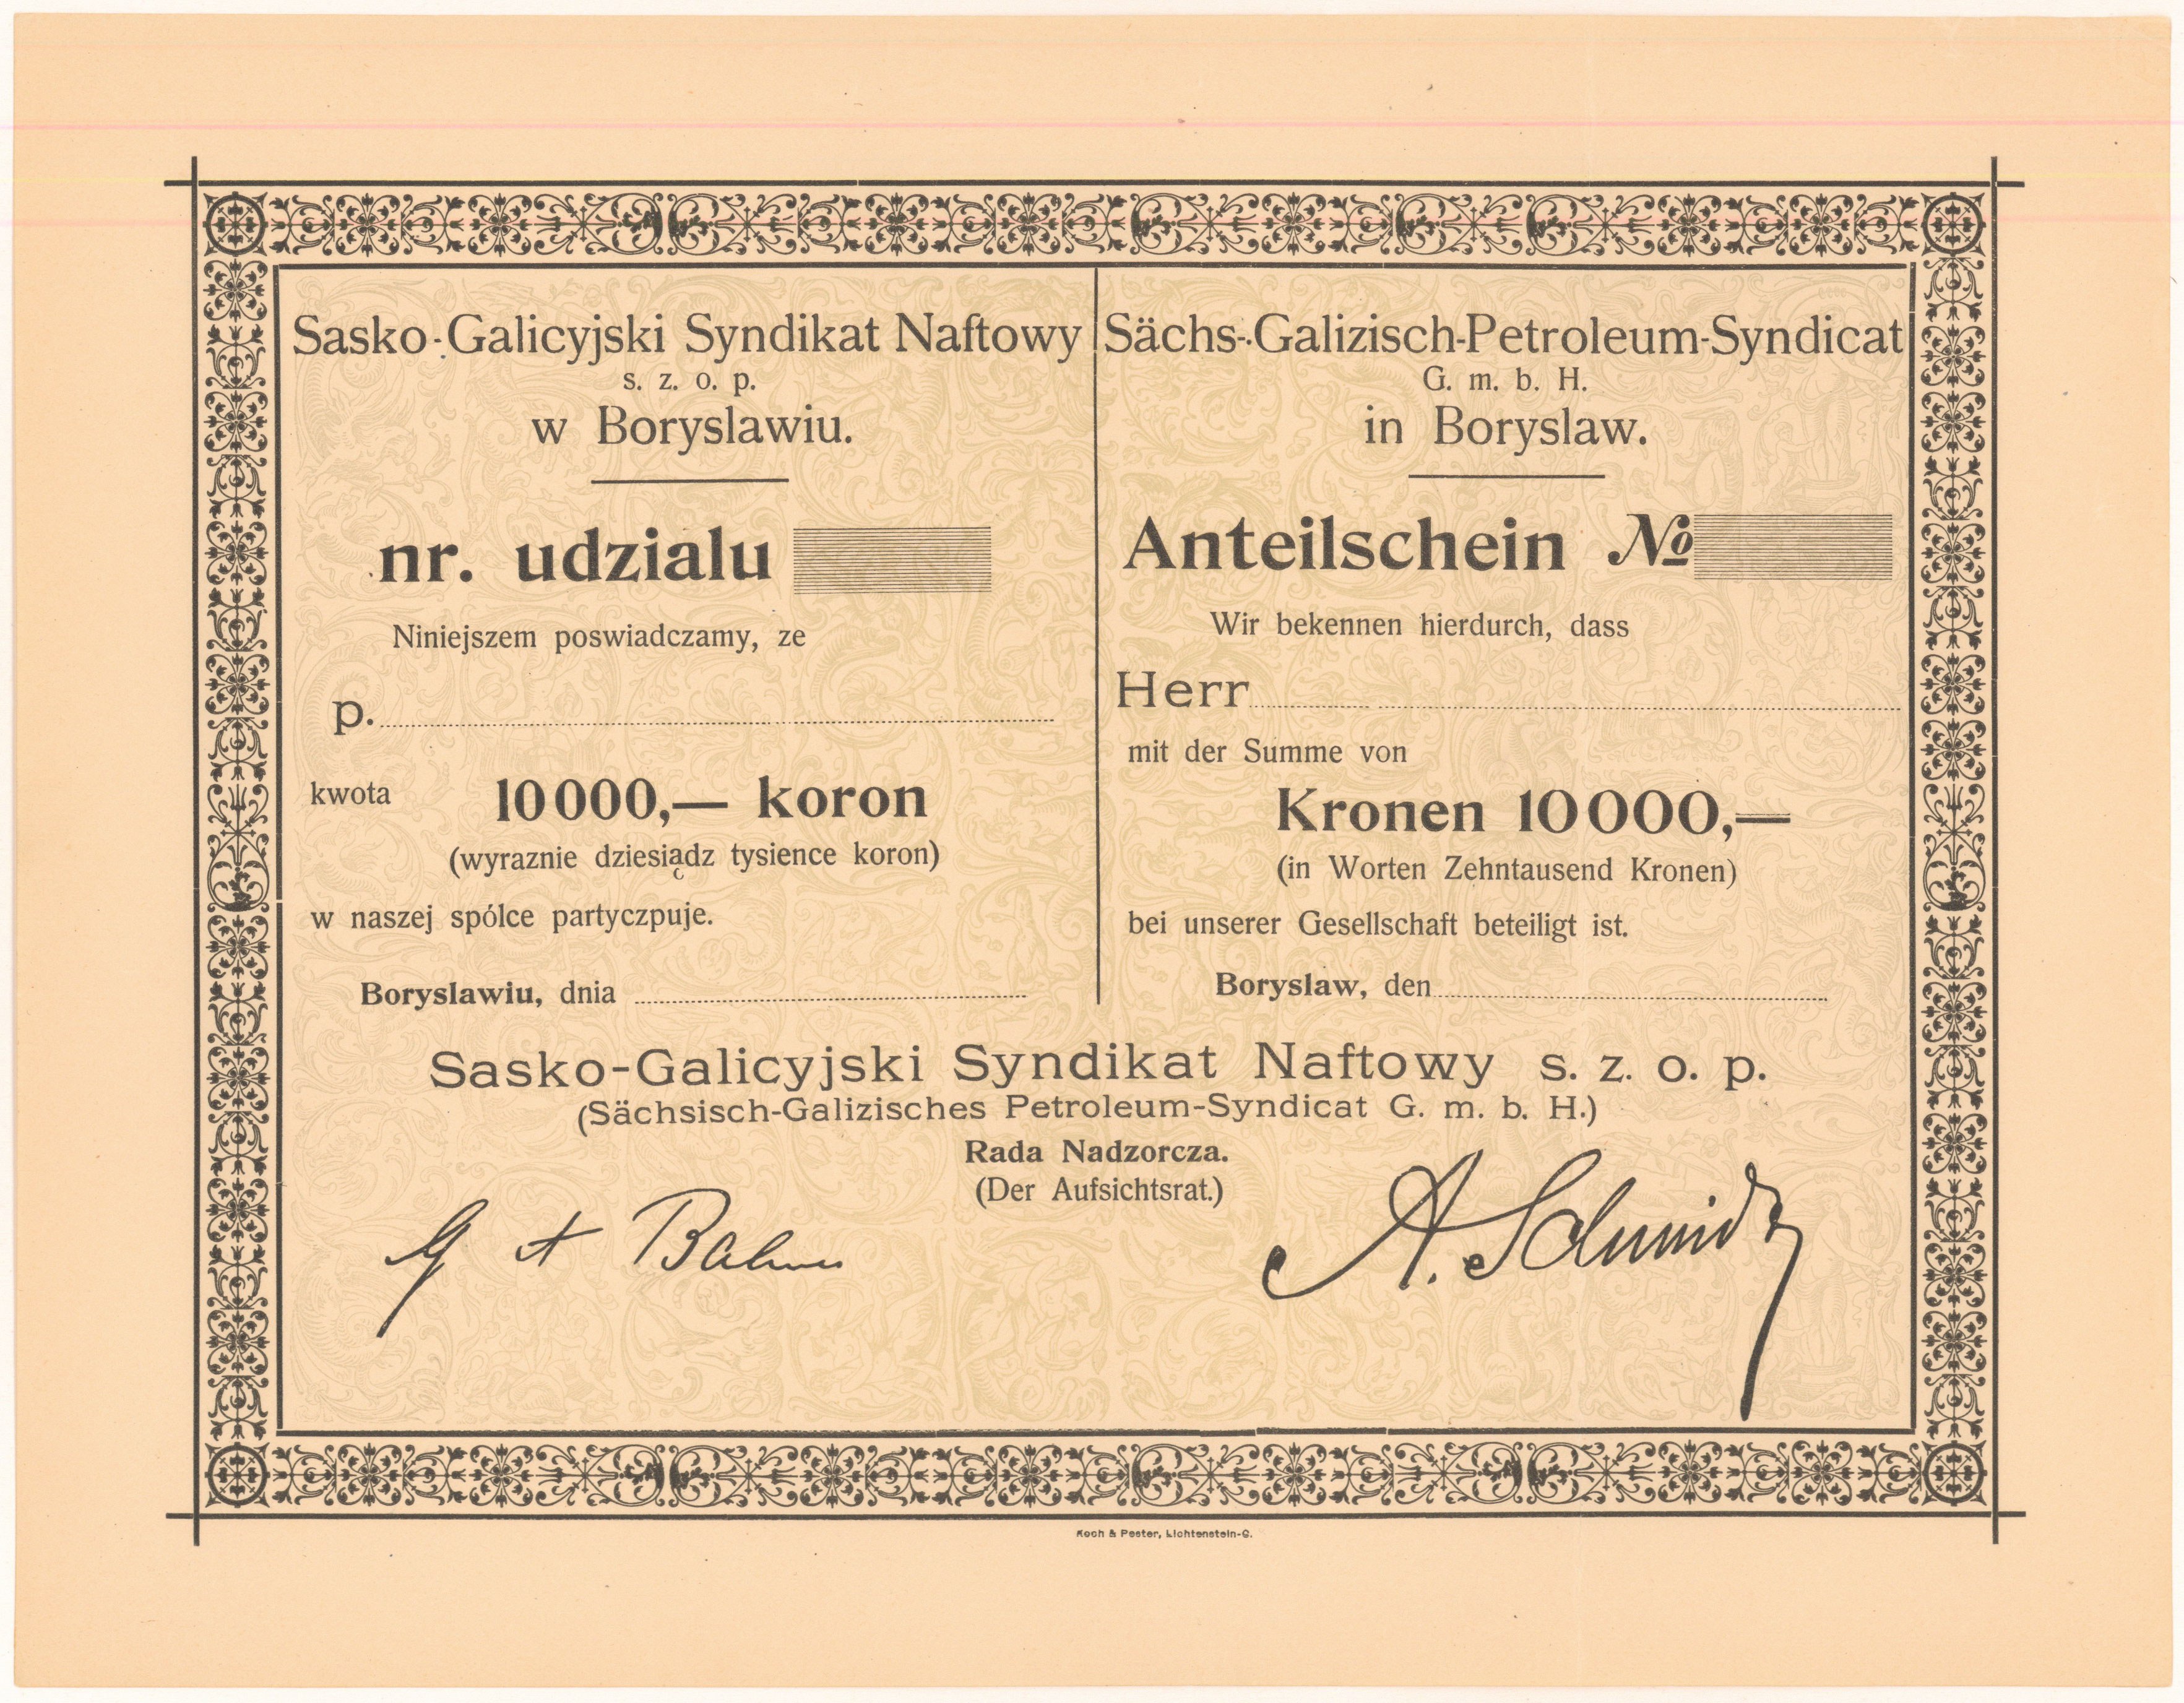 Sasko-Galicyjski Syndikat Naftowy
s. z. o. p.
w Boryslawiu.
nr. udzialu
Niniejszem poswiadczamy, ze
p.
kwota 10000,— koron
(wyraznie dziesiądz tysience koron)
w naszej spólce partyczpuje.
Boryslawiu, dnia
Sächs-Galizisch-Petroleum-Syndicat
G. m. b. H.
in Boryslaw.
Anteilschein No
Wir bekennen hierdurch, dass
Herr
mit der Summe von
Kronen 10000,—
(in Worten Zehntausend Kronen)
bei unserer Gesellschaft beteiligt ist.
Boryslaw, den
Sasko-Galicyjski Syndikat Naftowy s. z. o. p.
(Sächsisch-Galizisches Petroleum-Syndicat G. m. b. H.)
Rada Nadzorcza.
(Der Aufsichtsrat.)
A. Schmidt
Koch & Pester, Lichtenstein-C.